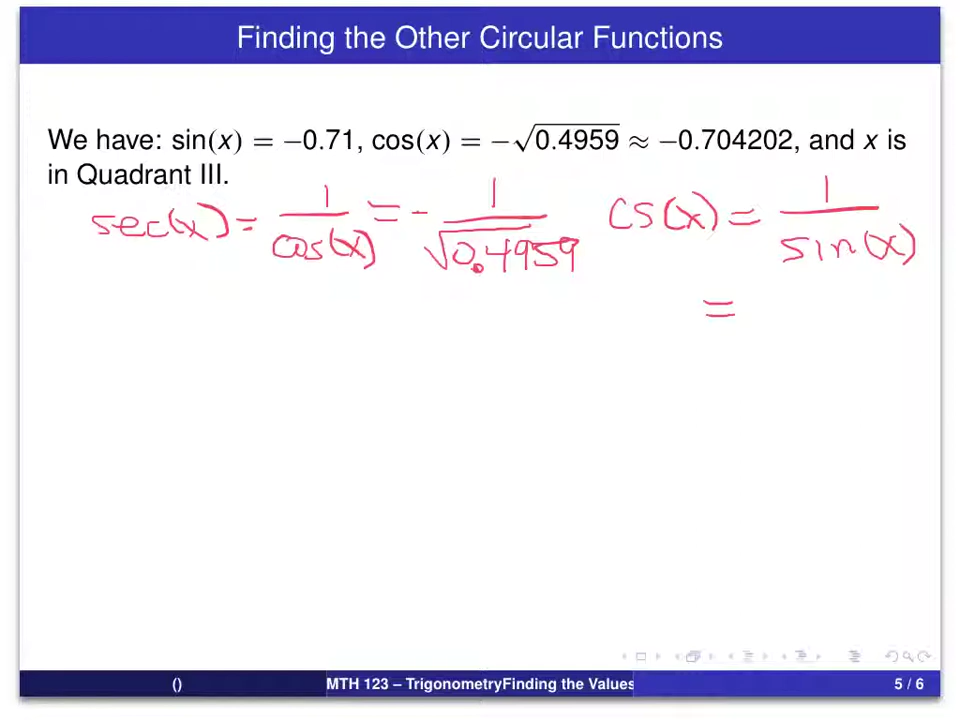 Finding the Other Circular Functions
We have: sin(x) = −0.71, cos(x) = −√0.4959 ≈ −0.704202, and x is
in Quadrant III.
sec(x) = 1/cos(x) = - 1/√0.4959 CS(x) = 1/sin(x)
=
() MTH 123 – TrigonometryFinding the Values 5 / 6